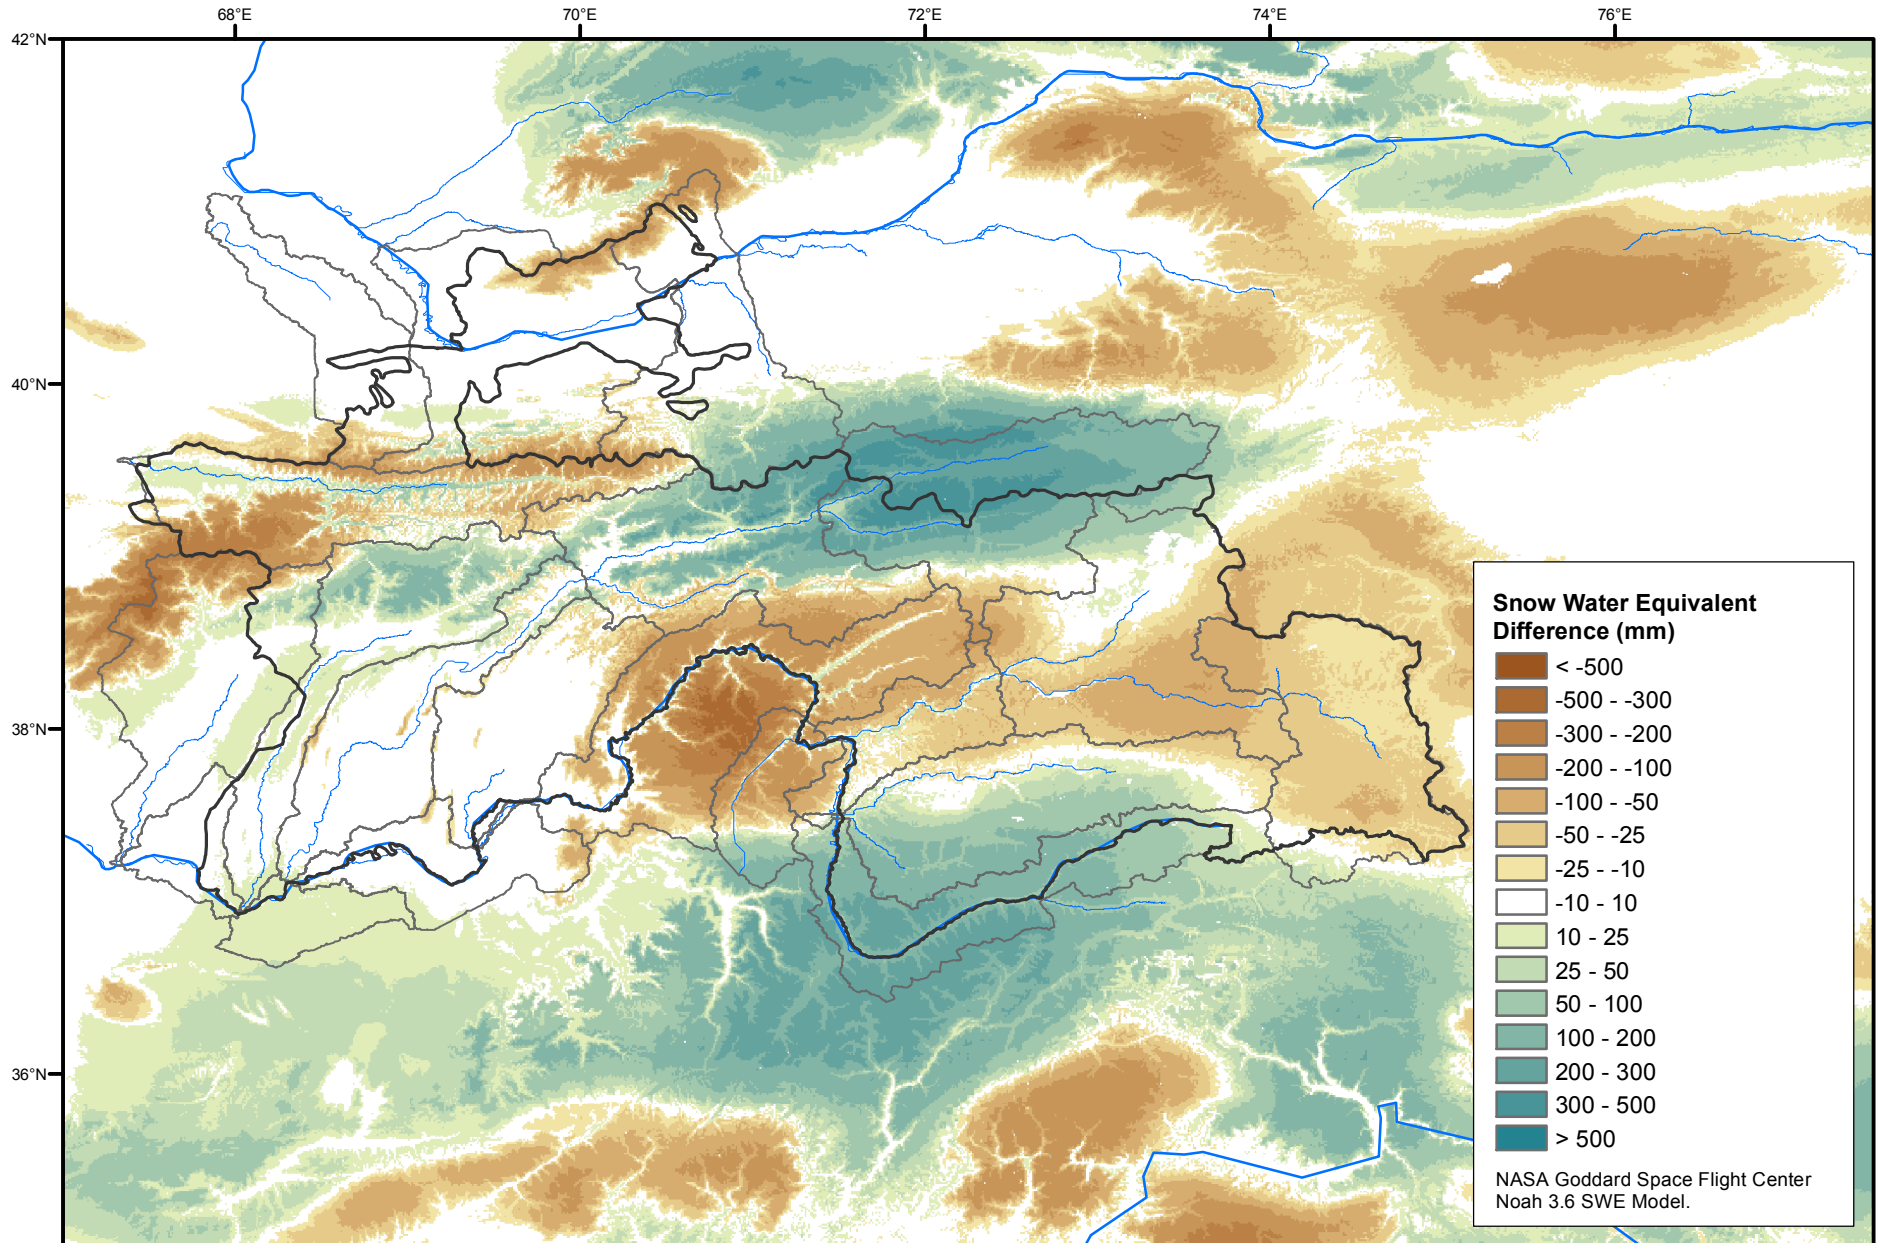 68°E 70°E 72°E 74°E 76°E
42°N
40°N
38°N
36°N
Snow Water Equivalent
Difference (mm)
< -500
-500 - -300
-300 - -200
-200 - -100
-100 - -50
-50 - -25
-25 - -10
-10 - 10
10 - 25
25 - 50
50 - 100
100 - 200
200 - 300
300 - 500
> 500
NASA Goddard Space Flight Center
Noah 3.6 SWE Model.